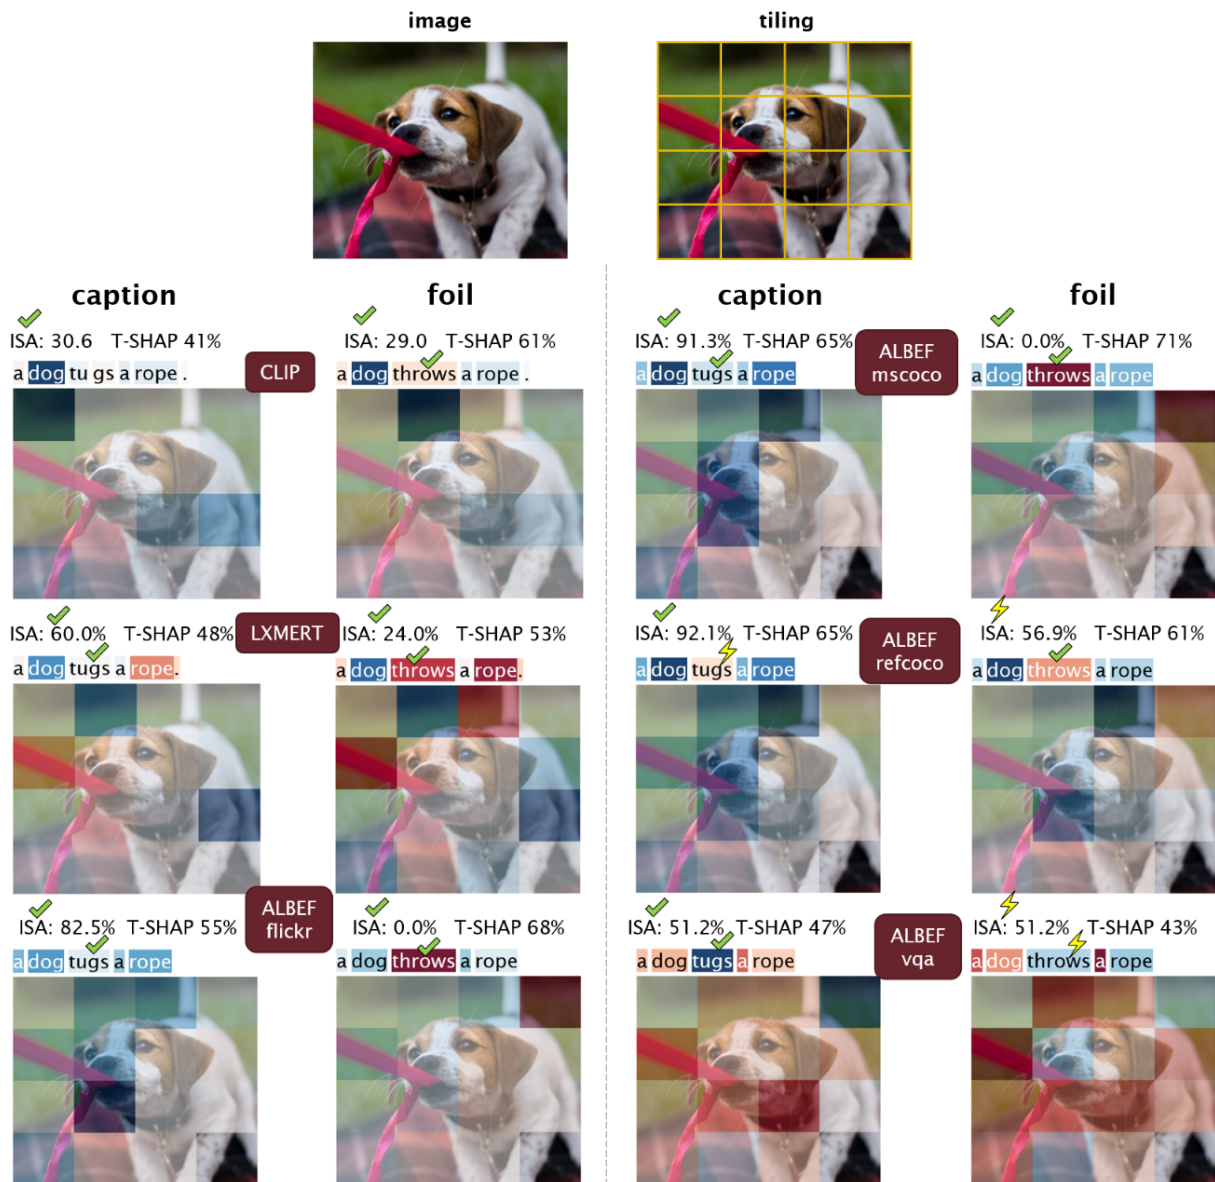 image
tiling
caption
foil
caption
foil
ISA: 30.6 T-SHAP 41%
a dog tu gs a rope .
CLIP
ISA: 29.0 T-SHAP 61%
a dog throws a rope .
ISA: 91.3% T-SHAP 65%
a dog tugs a rope
ALBEF
mscoco
ISA: 0.0% T-SHAP 71%
a dog throws a rope
ISA: 60.0% T-SHAP 48%
a dog tugs a rope.
LXMERT
ISA: 24.0% T-SHAP 53%
a dog throws a rope.
ISA: 92.1% T-SHAP 65%
a dog tugs a rope
ALBEF
refcoco
ISA: 56.9% T-SHAP 61%
a dog throws a rope
ISA: 82.5% T-SHAP 55%
a dog tugs a rope
ALBEF
flickr
ISA: 0.0% T-SHAP 68%
a dog throws a rope
ISA: 51.2% T-SHAP 47%
a dog tugs a rope
ALBEF
vqa
ISA: 51.2% T-SHAP 43%
a dog throws a rope